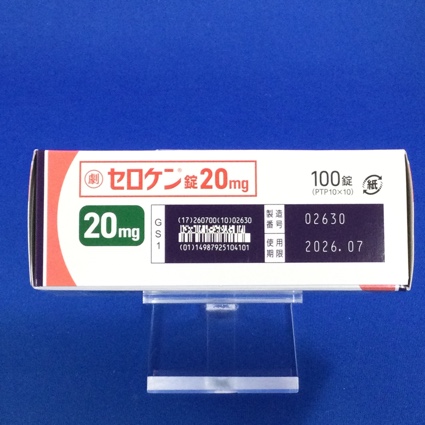 劇 セロケン®錠20mg
100錠
(PTP10×10)
紙
20mg
GS1
(17)260700(10)02630
(01)14987925104101
製造番号 02630
使用期限 2026.07